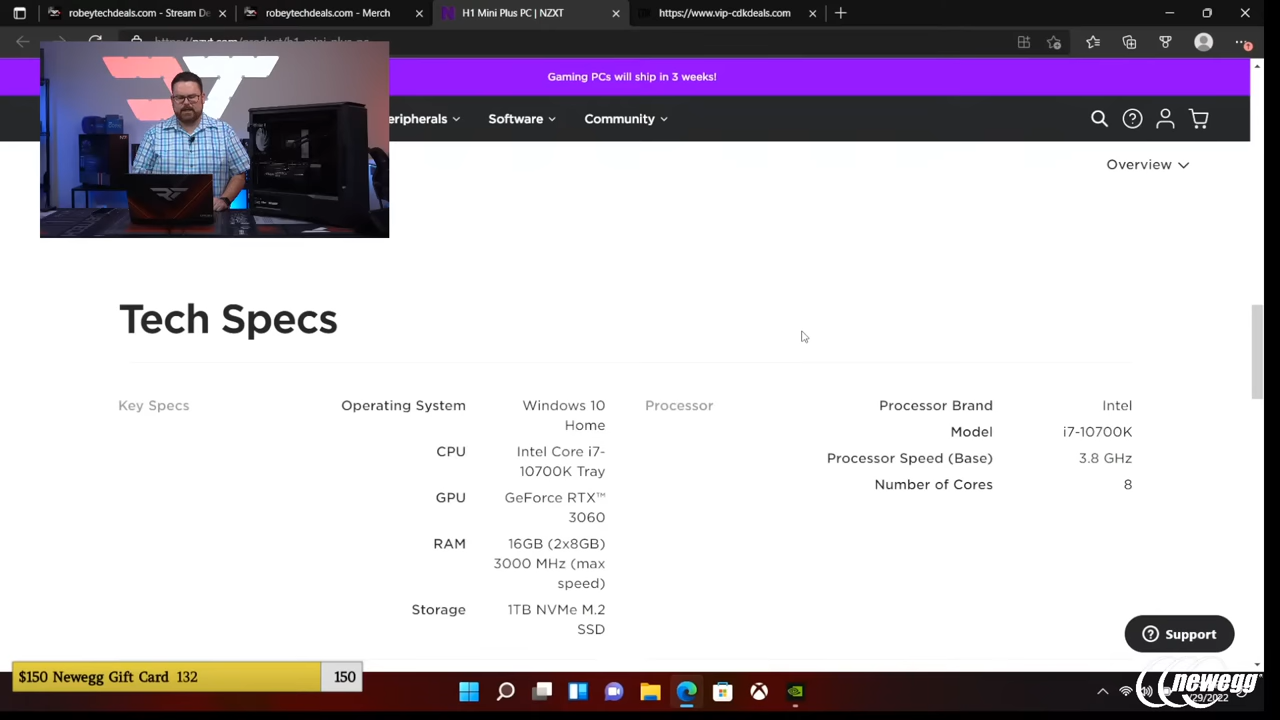 robeytechdeals.com - Stream De
robeytechdeals.com - Merch
H1 Mini Plus PC | NZXT
https://www.vip-cdkdeals.com
Gaming PCs will ship in 3 weeks!
eripherals
Software
Community
Overview
Tech Specs
Key Specs
Operating System
Windows 10
Home
CPU
Intel Core i7-
10700K Tray
GPU
GeForce RTX™
3060
RAM
16GB (2x8GB)
3000 MHz (max
speed)
Storage
1TB NVMe M.2
SSD
Processor
Processor Brand
Intel
Model
i7-10700K
Processor Speed (Base)
3.8 GHz
Number of Cores
8
Support
$150 Newegg Gift Card 132
150
newegg
/29/2022